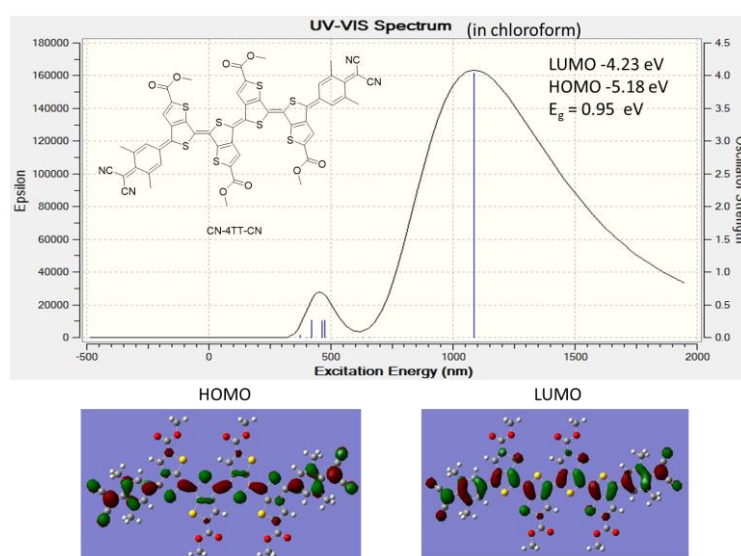 UV-VIS Spectrum (in chloroform)
180000
160000
140000
120000
100000
80000
60000
40000
20000
0
Epsilon
4.5
4.0
3.5
3.0
2.5
2.0
1.5
1.0
0.5
0.0
Oscillator Strength
LUMO -4.23 eV
HOMO -5.18 eV
Eg = 0.95 eV
NC
CN
O
O
O
O
S
S
S
S
S
S
S
S
O
O
O
O
NC
CN
CN-4TT-CN
-500 0 500 1000 1500 2000
Excitation Energy (nm)
HOMO
LUMO